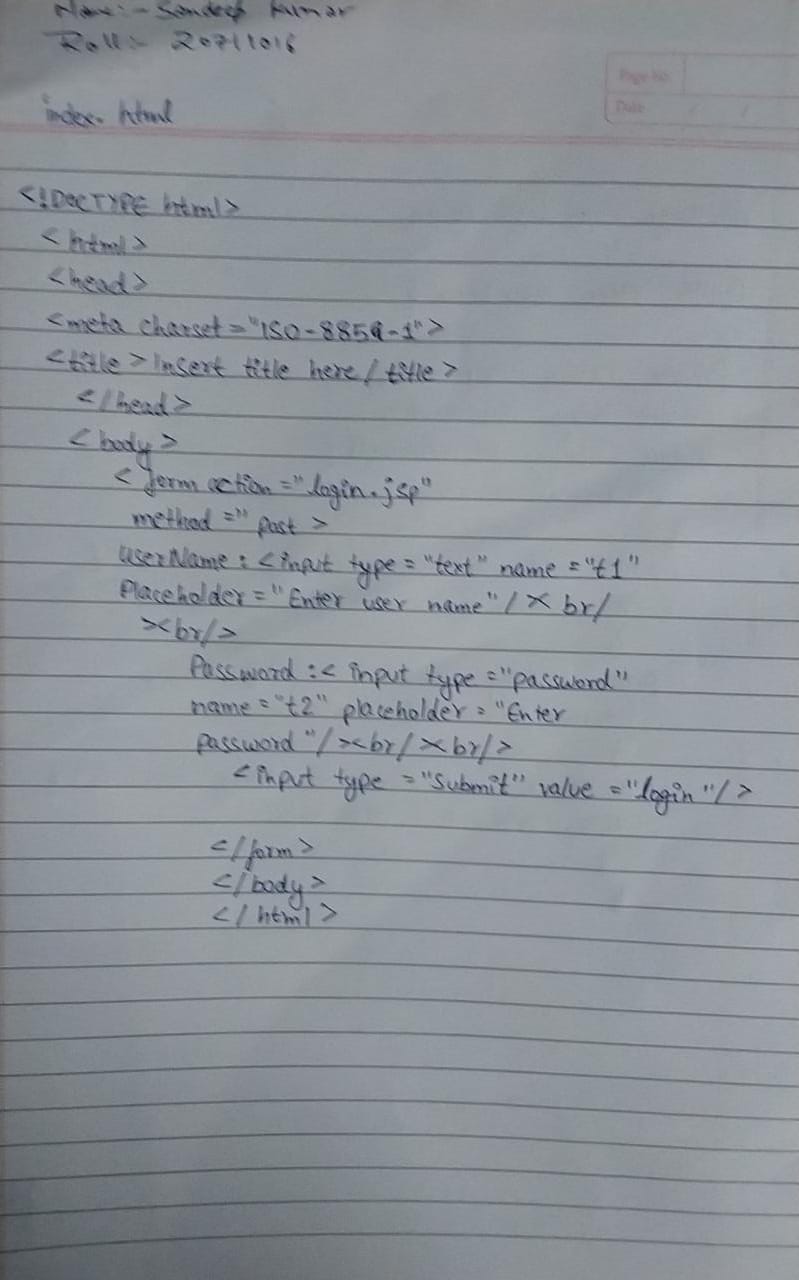 Name:- Sandeep Kumar
Roll:- 20711016
Page No.
Date / /
index. html
<!DOCTYPE html>
<html>
<head>
<meta charset="ISO-8859-1">
<title>Insert title here/title>
</head>
<body>
<form action="login.jsp"
method=" post >
userName: <input type="text" name="t1"
Placeholder="Enter user name"/>< br/
><br/>
Password :< input type="password"
name="t2" placeholder="Enter
password"/><br/><br/>
<input type="Submit" value="login"/>
</form>
</body>
</html>